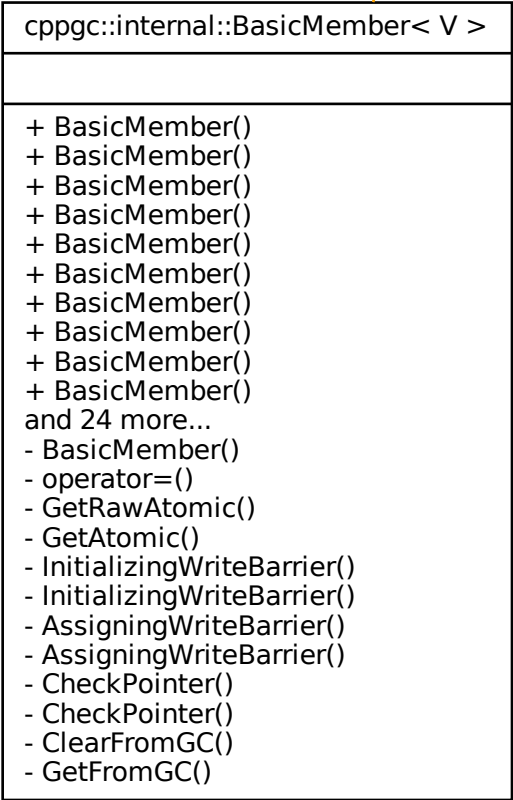 cppgc::internal::BasicMember< V >
+ BasicMember()
+ BasicMember()
+ BasicMember()
+ BasicMember()
+ BasicMember()
+ BasicMember()
+ BasicMember()
+ BasicMember()
+ BasicMember()
+ BasicMember()
and 24 more...
- BasicMember()
- operator=()
- GetRawAtomic()
- GetAtomic()
- InitializingWriteBarrier()
- InitializingWriteBarrier()
- AssigningWriteBarrier()
- AssigningWriteBarrier()
- CheckPointer()
- CheckPointer()
- ClearFromGC()
- GetFromGC()